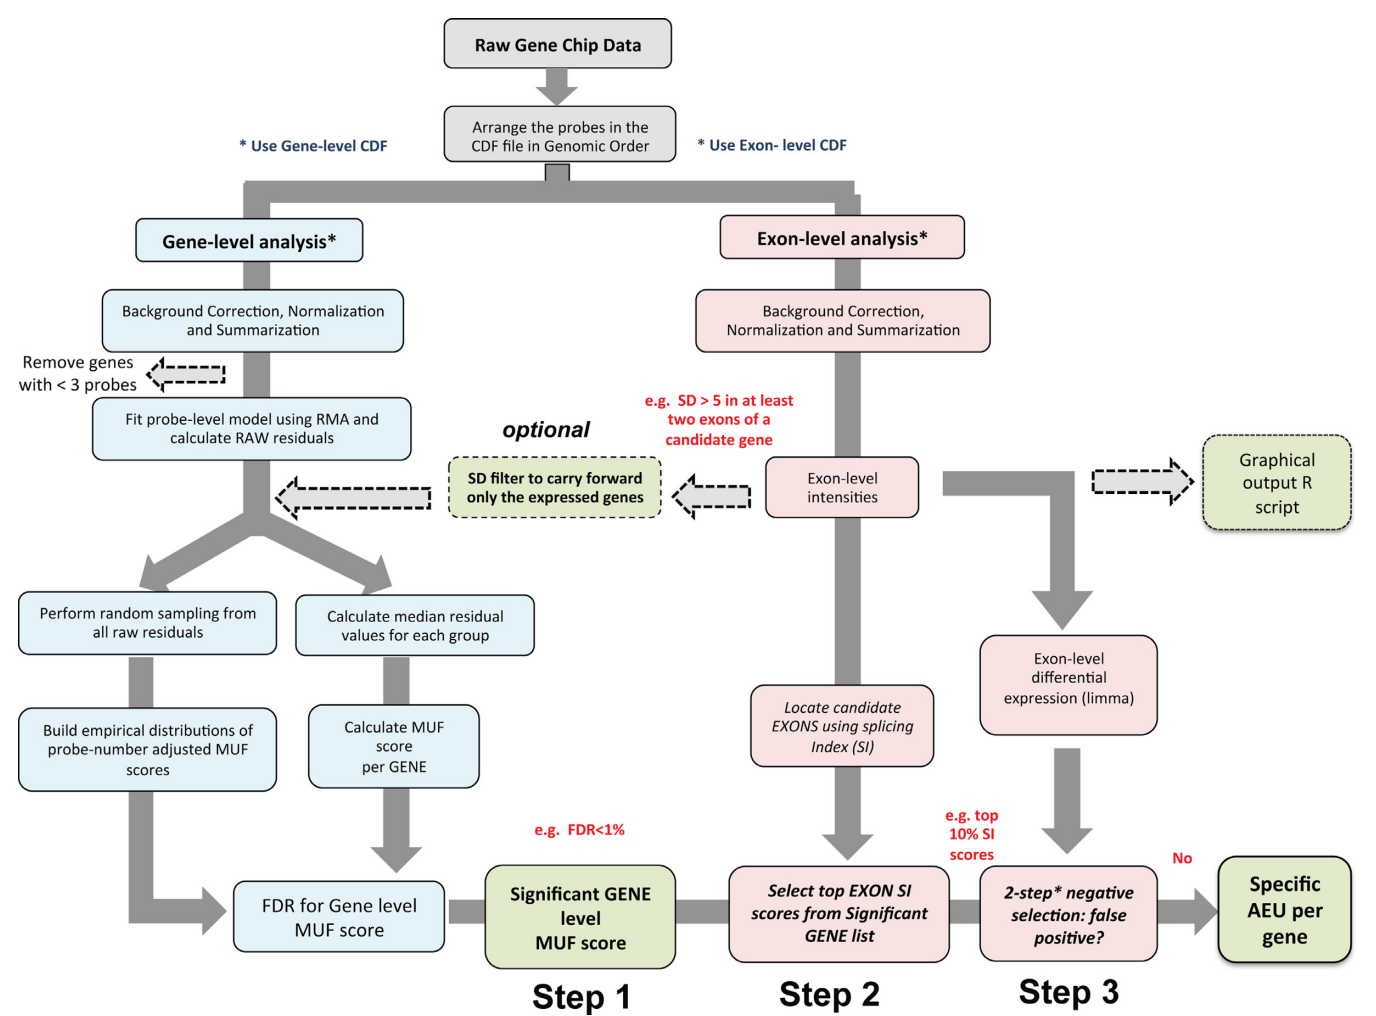 Raw Gene Chip Data
Arrange the probes in the
CDF file in Genomic Order
* Use Gene-level CDF
* Use Exon- level CDF
Gene-level analysis*
Exon-level analysis*
Background Correction, Normalization
and Summarization
Background Correction,
Normalization and Summarization
Remove genes
with < 3 probes
Fit probe-level model using RMA and
calculate RAW residuals
optional
e.g. SD > 5 in at least
two exons of a
candidate gene
SD filter to carry forward
only the expressed genes
Exon-level
intensities
Graphical
output R
script
Perform random sampling from
all raw residuals
Calculate median residual
values for each group
Exon-level
differential
expression (limma)
Build empirical distributions of
probe-number adjusted MUF
scores
Calculate MUF
score
per GENE
Locate candidate
EXONS using splicing
Index (SI)
e.g. FDR<1%
e.g. top
10% SI
scores
No
FDR for Gene level
MUF score
Significant GENE
level
MUF score
Select top EXON SI
scores from Significant
GENE list
2-step* negative
selection: false
positive?
Specific
AEU per
gene
Step 1
Step 2
Step 3